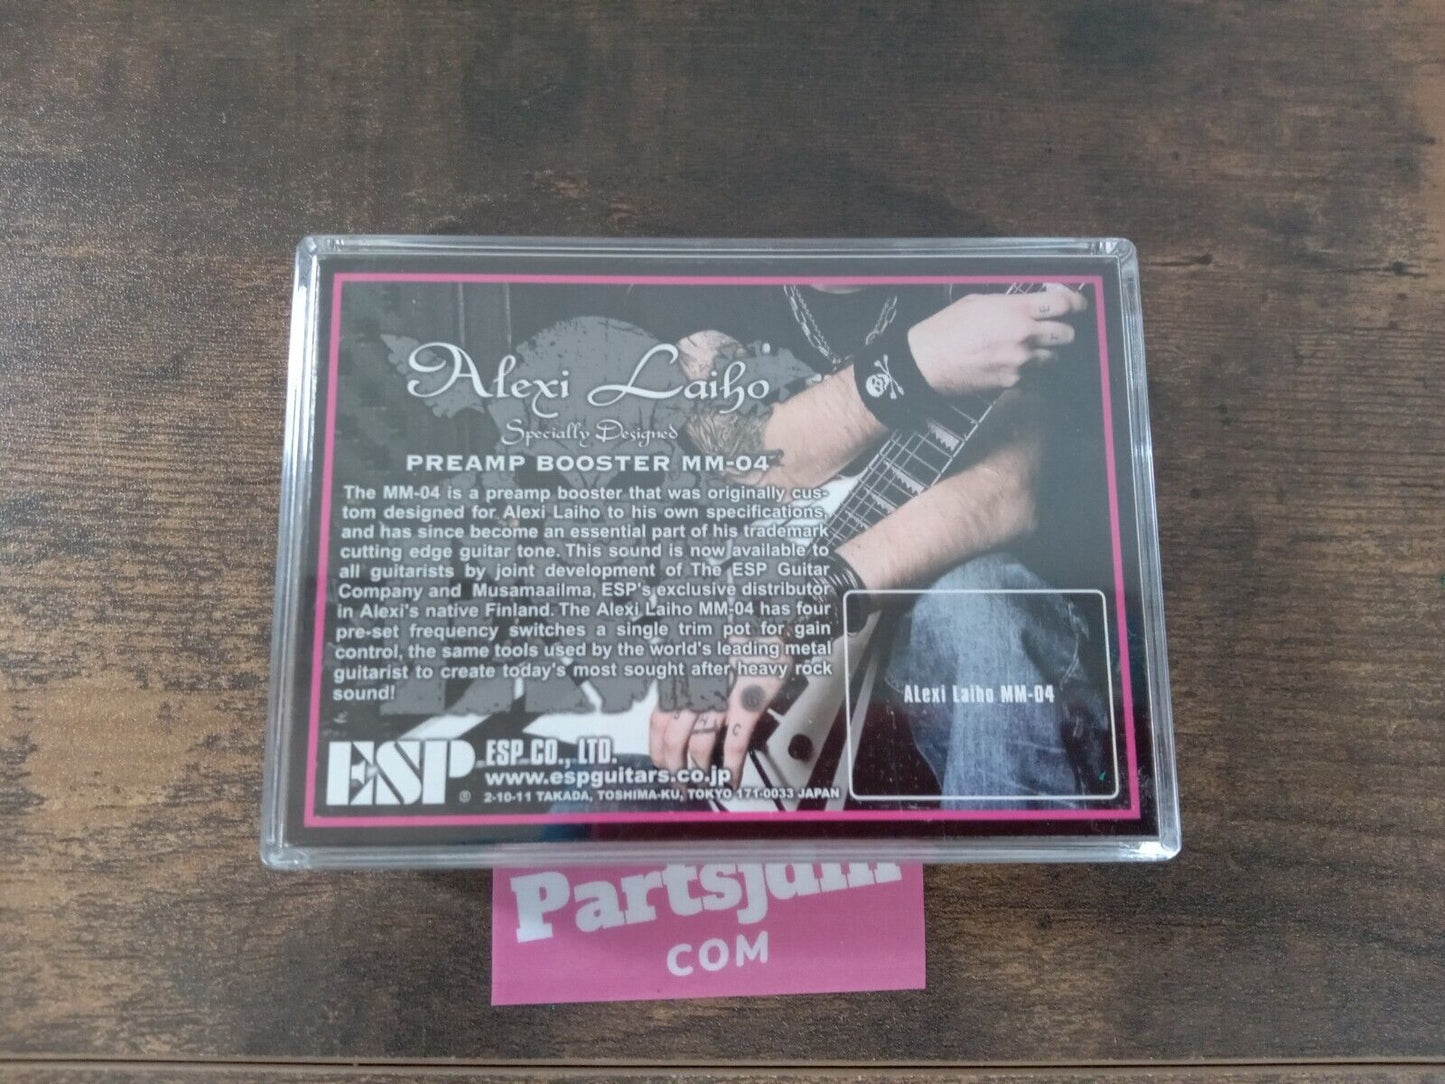 Alexi Laiho
Specially Designed
PREAMP BOOSTER MM-04
The MM-04 is a preamp booster that was originally cus-
tom designed for Alexi Laiho to his own specifications,
and has since become an essential part of his trademark
cutting edge guitar tone. This sound is now available to
all guitarists by joint development of The ESP Guitar
Company and Musamaailma, ESP's exclusive distributor
in Alexi's native Finland. The Alexi Laiho MM-04 has four
pre-set frequency switches a single trim pot for gain
control, the same tools used by the world's leading metal
guitarist to create today's most sought after heavy rock
sound!
ALexi Laiho MM-04
ESP ®
ESP CO., LTD.
www.espguitars.co.jp
2-10-11 TAKADA, TOSHIMA-KU, TOKYO 171-0033 JAPAN
Partsjam
COM